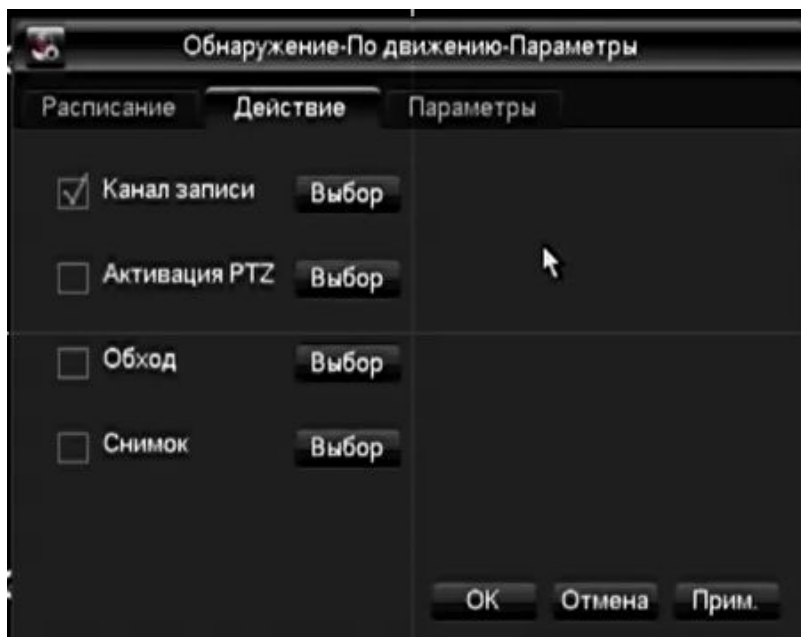 Обнаружение-По движению-Параметры
Расписание Действие Параметры
Канал записи Выбор
Активация PTZ Выбор
Обход Выбор
Снимок Выбор
ОК Отмена Прим.